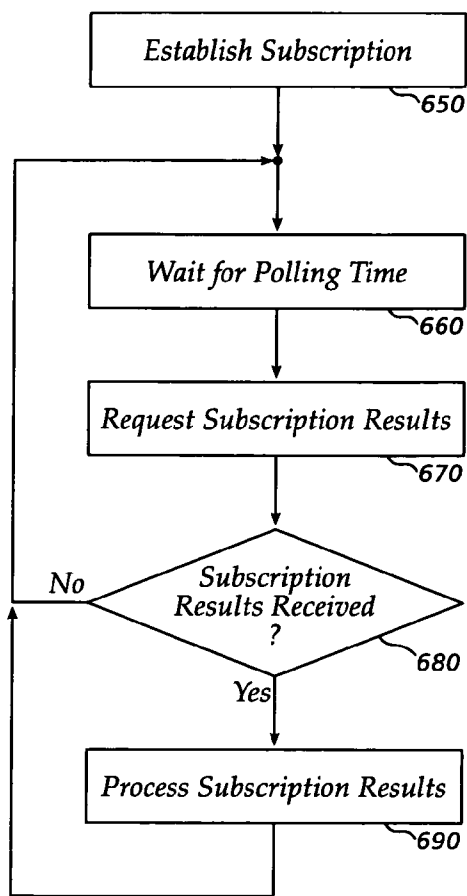 Establish Subscription
650
Wait for Polling Time
660
Request Subscription Results
670
Subscription
Results Received
?
680
No
Yes
Process Subscription Results
690